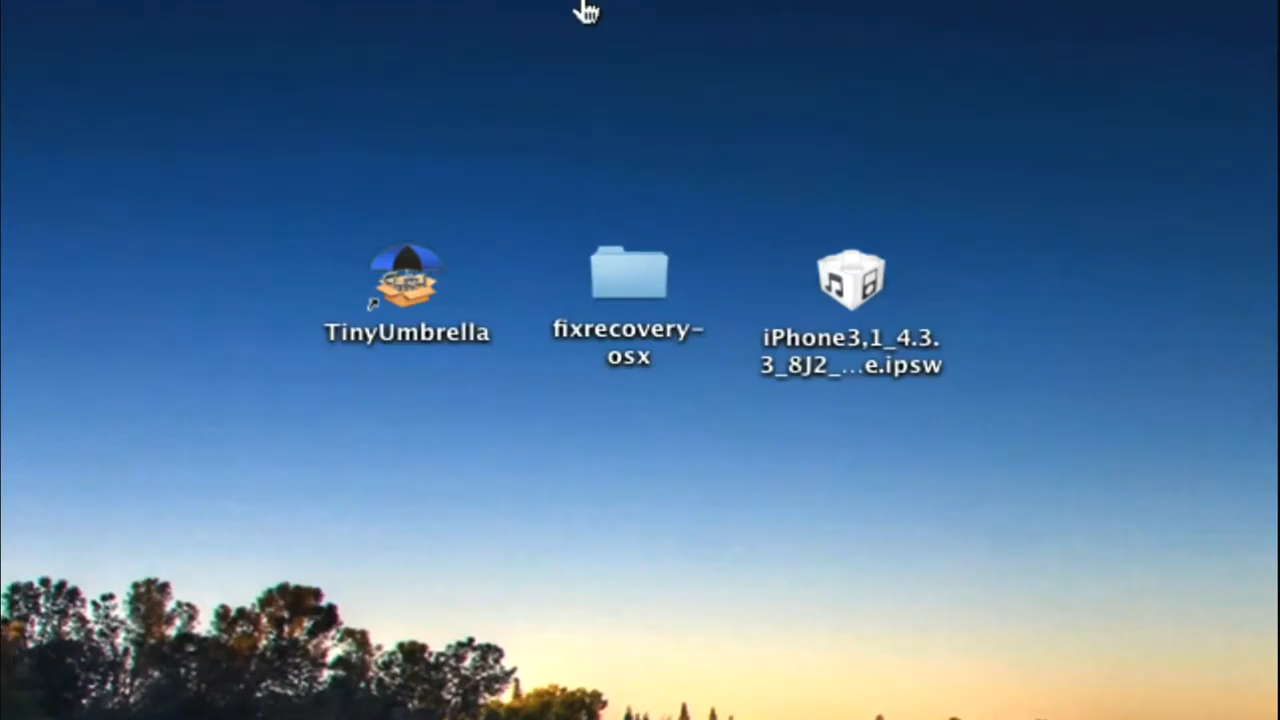 TinyUmbrella
fixrecovery-
osx
iPhone3,1_4.3.
3_8J2_...e.ipsw